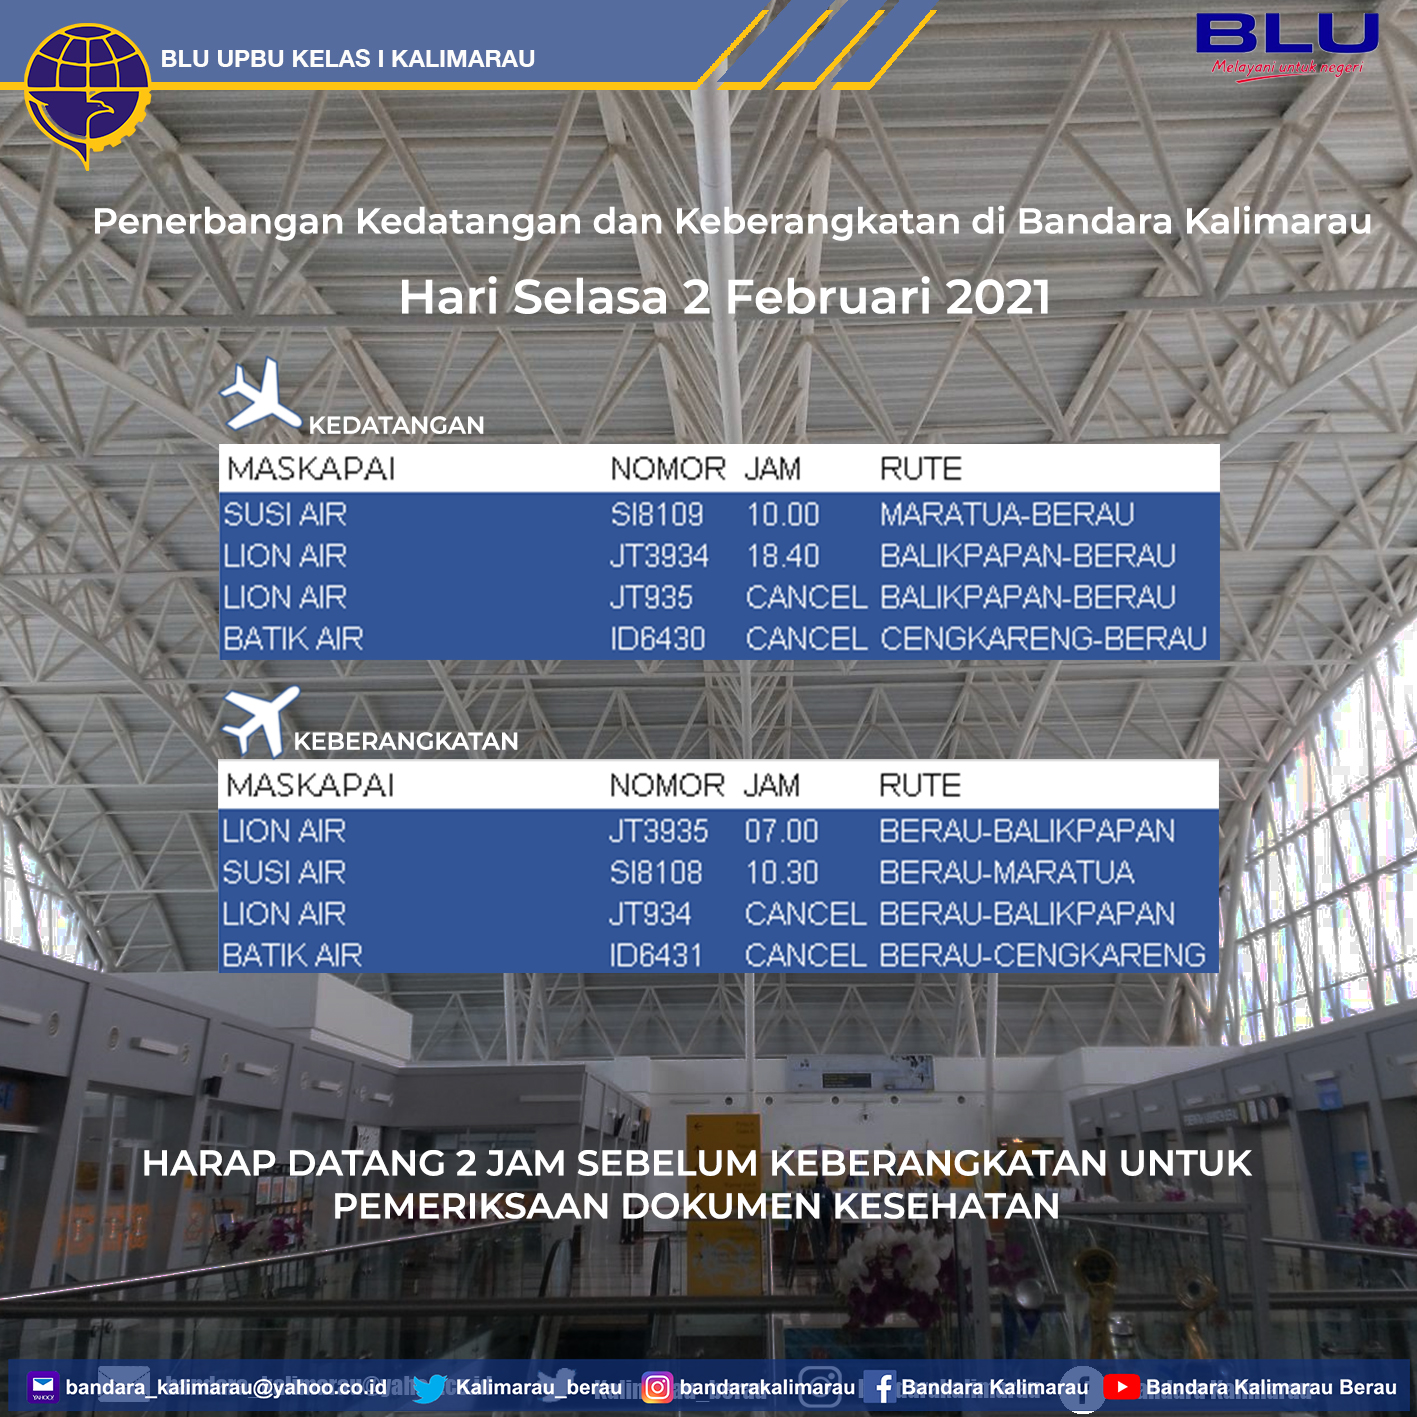 BLU UPBU KELAS I KALIMARAU
BLU
Melayani untuk negeri
Penerbangan Kedatangan dan Keberangkatan di Bandara Kalimarau
Hari Selasa 2 Februari 2021
KEDATANGAN
MASKAPAI NOMOR JAM RUTE
SUSI AIR SI8109 10.00 MARATUA-BERAU
LION AIR JT3934 18.40 BALIKPAPAN-BERAU
LION AIR JT935 CANCEL BALIKPAPAN-BERAU
BATIK AIR ID6430 CANCEL CENGKARENG-BERAU
KEBERANGKATAN
MASKAPAI NOMOR JAM RUTE
LION AIR JT3935 07.00 BERAU-BALIKPAPAN
SUSI AIR SI8108 10.30 BERAU-MARATUA
LION AIR JT934 CANCEL BERAU-BALIKPAPAN
BATIK AIR ID6431 CANCEL BERAU-CENGKARENG
HARAP DATANG 2 JAM SEBELUM KEBERANGKATAN UNTUK
PEMERIKSAAN DOKUMEN KESEHATAN
YAHOO! bandara_kalimarau@yahoo.co.id Kalimarau_berau bandarakalimarau Bandara Kalimarau Bandara Kalimarau Berau